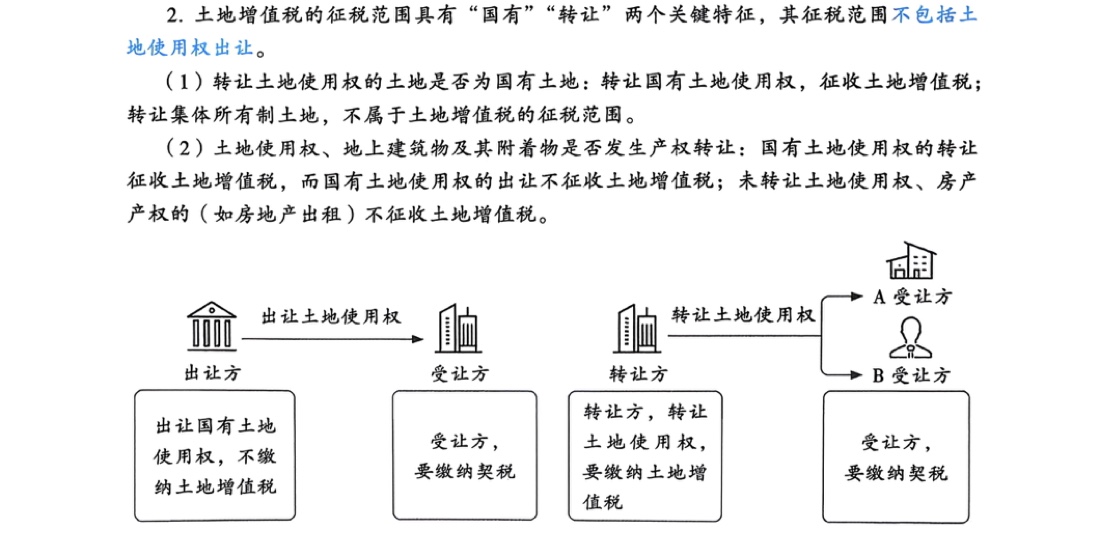 2. 土地增值税的征税范围具有“国有”“转让”两个关键特征，其征税范围不包括土
地使用权出让。
（1）转让土地使用权的土地是否为国有土地：转让国有土地使用权，征收土地增值税；
转让集体所有制土地，不属于土地增值税的征税范围。
（2）土地使用权、地上建筑物及其附着物是否发生产权转让：国有土地使用权的转让
征收土地增值税，而国有土地使用权的出让不征收土地增值税；未转让土地使用权、房产
产权的（如房地产出租）不征收土地增值税。
出让土地使用权
出让方
受让方
转让土地使用权
转让方
A 受让方
B 受让方
出让国有土地
使用权，不缴
纳土地增值税
受让方，
要缴纳契税
转让方，转让
土地使用权，
要缴纳土地增
值税
受让方，
要缴纳契税